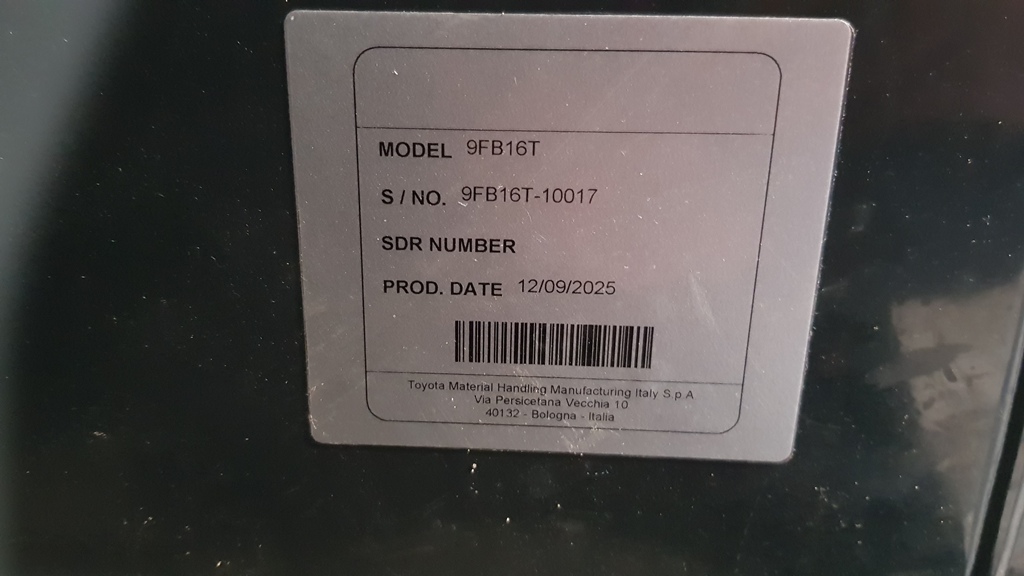 MODEL 9FB16T
S / NO. 9FB16T-10017
SDR NUMBER
PROD. DATE 12/09/2025
Toyota Material Handling Manufacturing Italy S.p.A
Via Persicetana Vecchia 10
40132 - Bologna - Italia